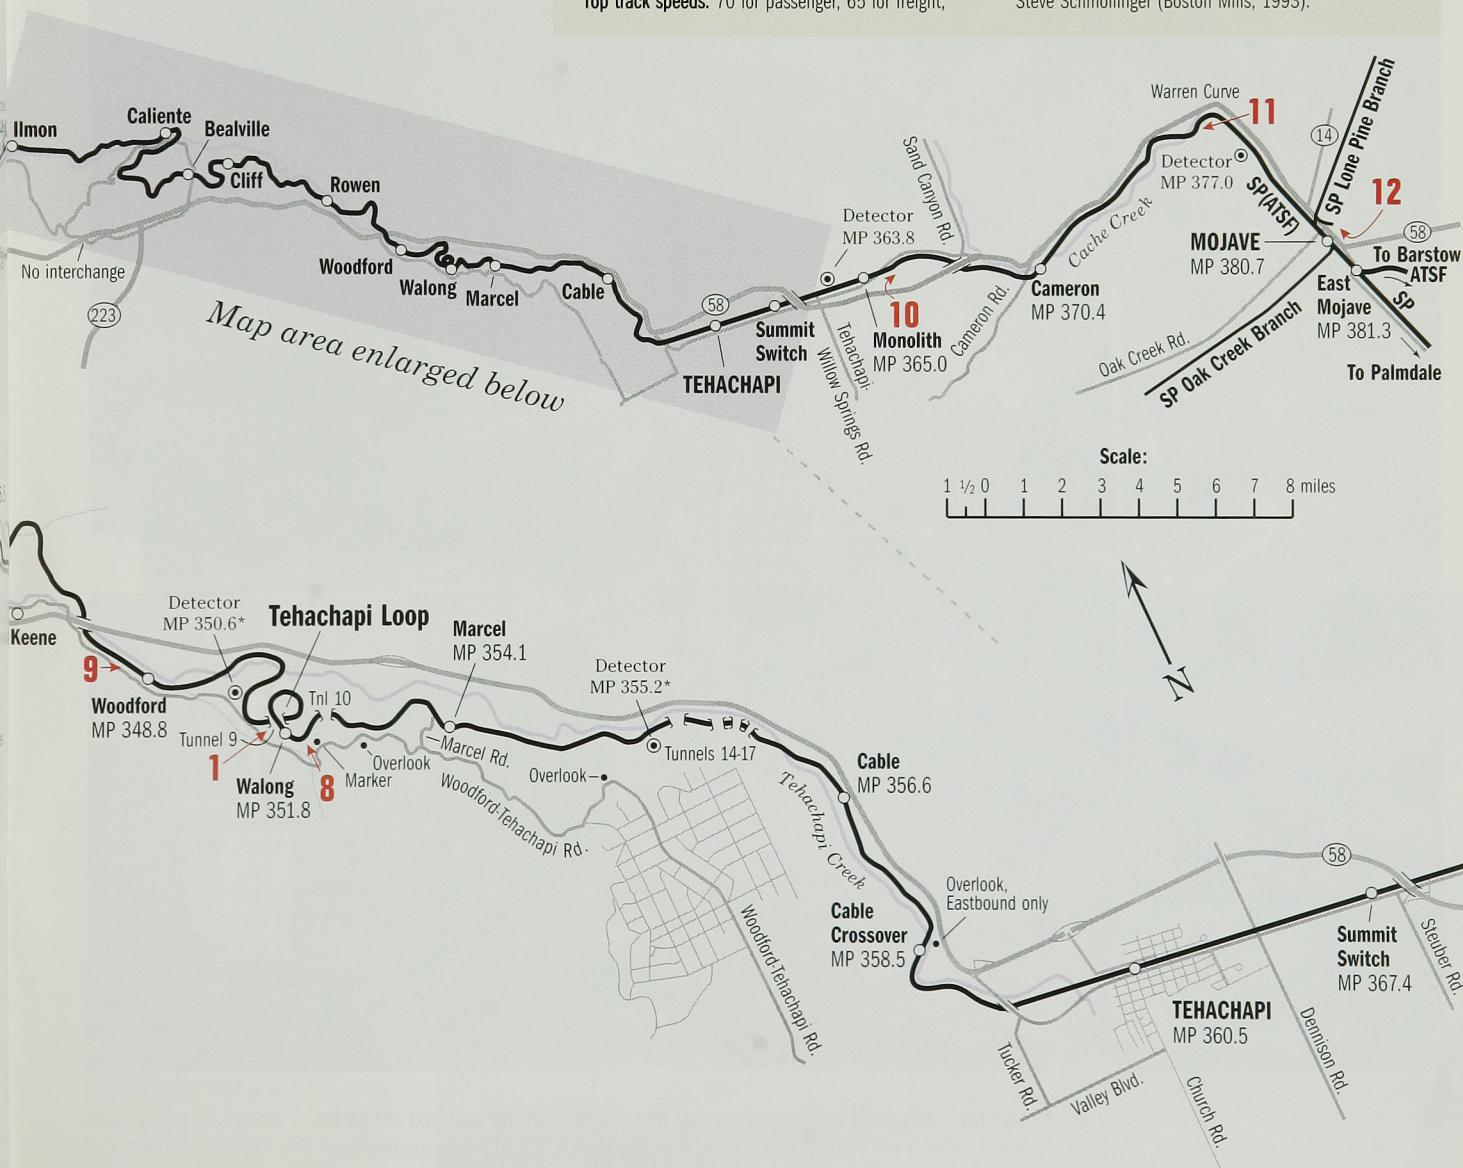 Top track speeds: 70 for passenger, 65 for freight,
Steve Schmollinger (Boston Mills, 1993).
Ilmon
Caliente
Bealville
Cliff
Rowen
Woodford
Walong
Marcel
Cable
No interchange
223
Map area enlarged below
58
TEHACHAPI
Summit
Switch
Detector
MP 363.8
Tehachapi-
Willow Springs Rd.
10
Monolith
MP 365.0
Sand Canyon Rd.
Cameron Rd.
Cameron
MP 370.4
Cache Creek
Warren Curve
11
Detector
MP 377.0
SP(ATSF)
14
SP Lone Pine Branch
12
58
MOJAVE
MP 380.7
To Barstow
ATSF
East
Mojave
MP 381.3
SP
To Palmdale
Oak Creek Rd.
SP Oak Creek Branch
Scale:
1 1/2 0 1 2 3 4 5 6 7 8 miles
N
Keene
9
Woodford
MP 348.8
Detector
MP 350.6*
Tehachapi Loop
Tnl 10
Tunnel 9
1
Walong
MP 351.8
8
Marker
Overlook
Marcel
MP 354.1
Marcel Rd.
Woodford-Tehachapi Rd.
Detector
MP 355.2*
Tunnels 14-17
Overlook
Cable
MP 356.6
Tehachapi Creek
Woodford-Tehachapi Rd.
Cable
Crossover
MP 358.5
Overlook,
Eastbound only
58
Summit
Switch
MP 367.4
Steuber Rd.
TEHACHAPI
MP 360.5
Dennison Rd.
Tucker Rd.
Valley Blvd.
Church Rd.